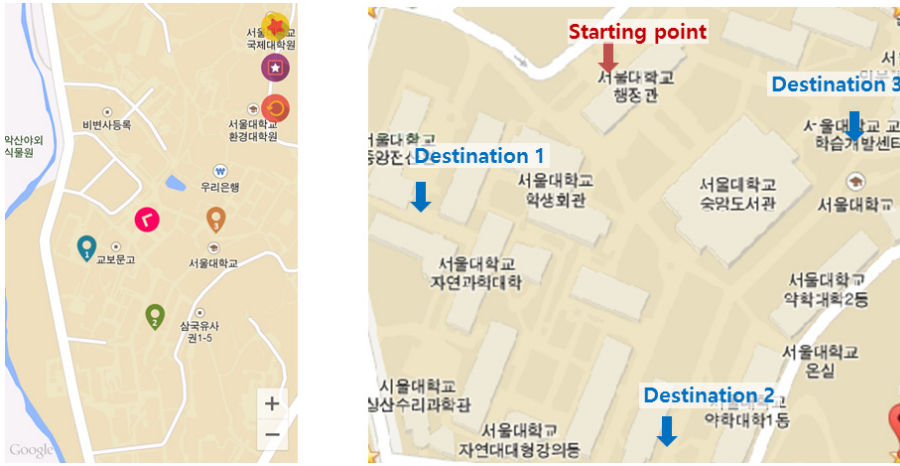 서울대학교
국제대학원
비변사등록
서울대학교
환경대학원
악산야외
식물원
우리은행
3
1
교보문고
서울대학교
2
삼국유사
권1-5
+
−
Google
Starting point
서울대학교
행정관
Destination 3
서울대학교 교
학습개발센터
서울대학교
Destination 1
서울대학교
학생회관
서울대학교
중앙도서관
서울대학교
서울대학교
자연과학대학
서울대학교
약학대학2동
서울대학교
온실
Destination 2
약학대학1동
서울대학교
상산수리과학관
서울대학교
자연대대형강의동